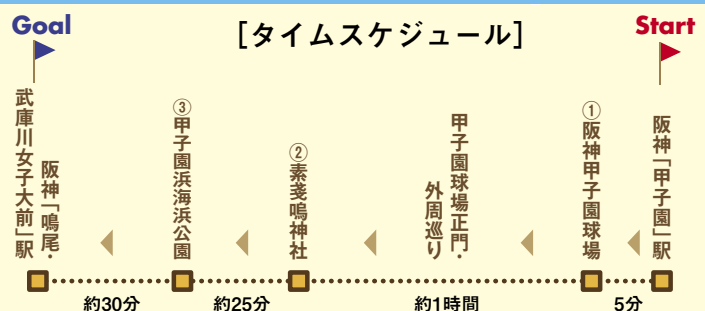 [タイムスケジュール]
Start
阪神「甲子園」駅
5分
①阪神甲子園球場
約1時間
甲子園球場正門・
外周巡り
②素戔嗚神社
約25分
③甲子園浜海浜公園
約30分
Goal
阪神「鳴尾・
武庫川女子大前」駅